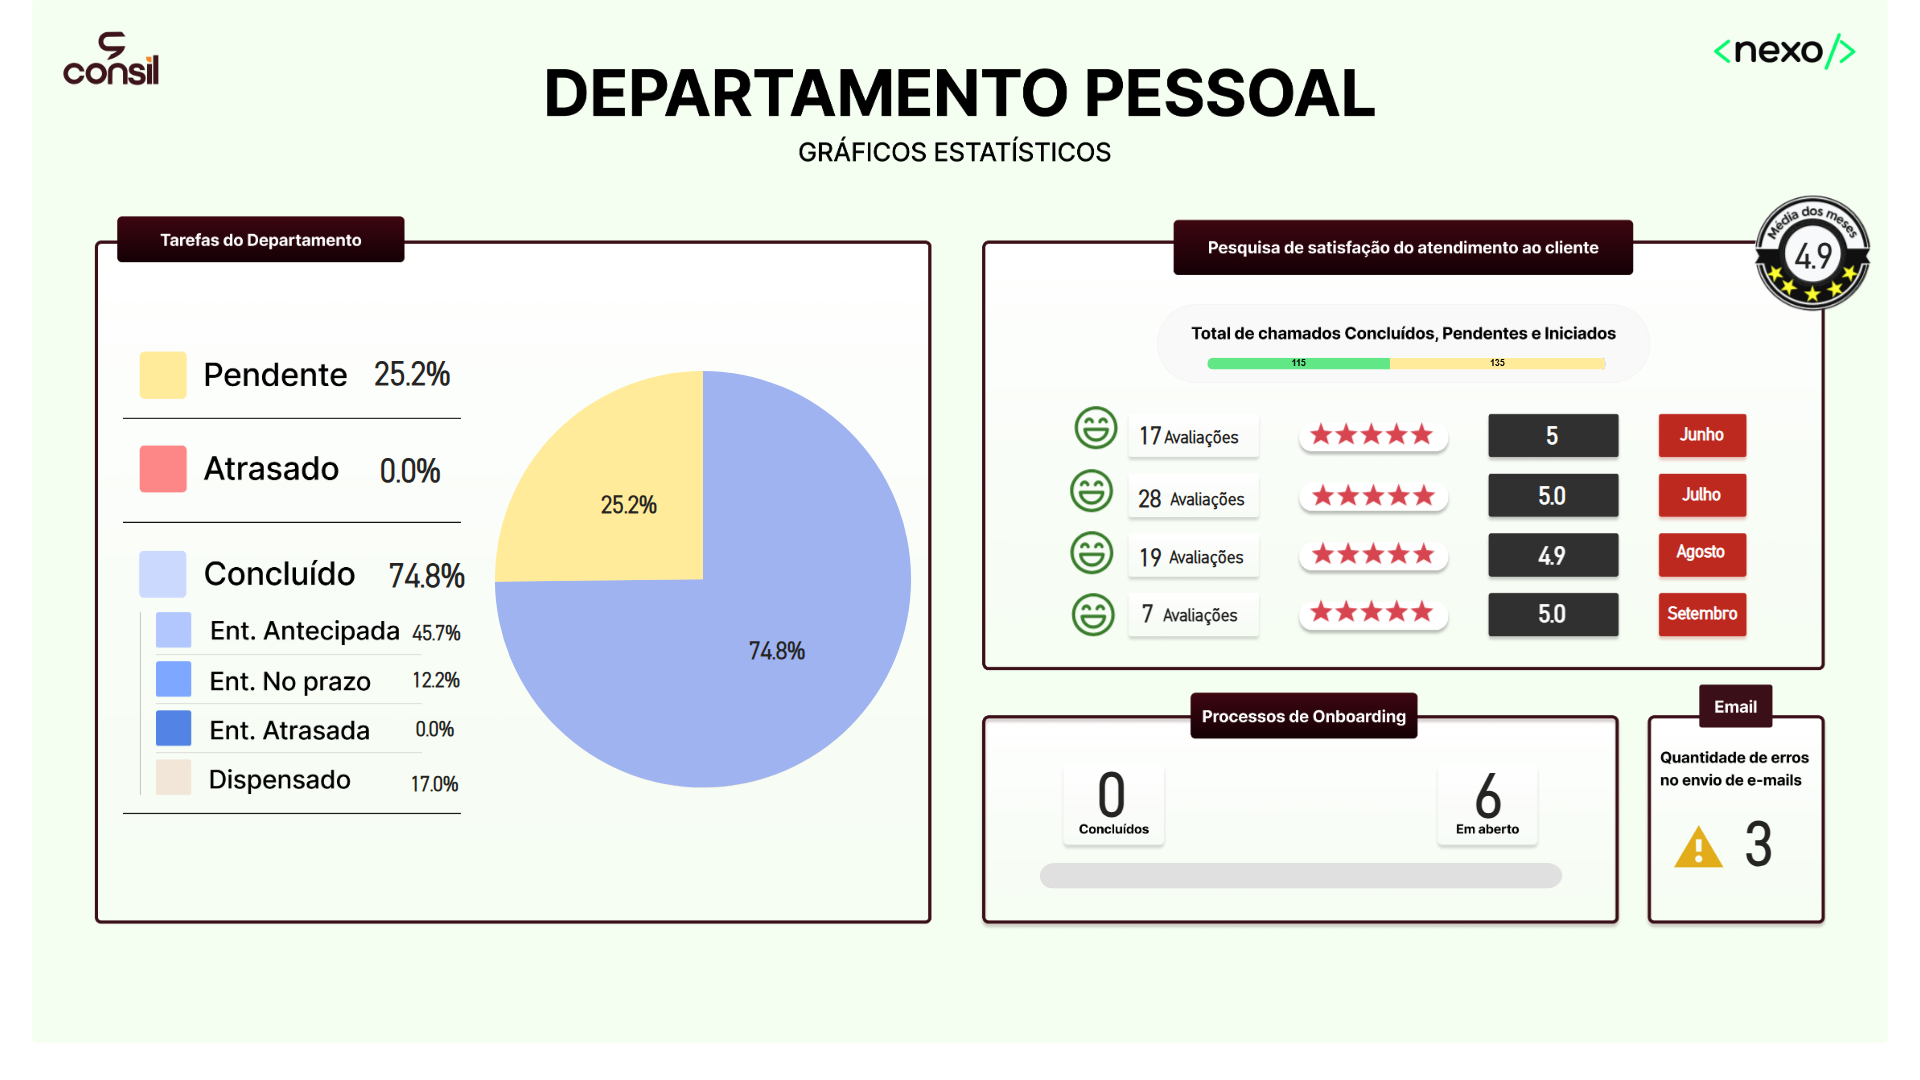 consil
<nexo/>
DEPARTAMENTO PESSOAL
GRÁFICOS ESTATÍSTICOS
Tarefas do Departamento
Pendente 25.2%
Atrasado 0.0%
Concluído 74.8%
Ent. Antecipada 45.7%
Ent. No prazo 12.2%
Ent. Atrasada 0.0%
Dispensado 17.0%
25.2%
74.8%
Pesquisa de satisfação do atendimento ao cliente
Média dos meses
4.9
Total de chamados Concluídos, Pendentes e Iniciados
115 135
17 Avaliações 5 Junho
28 Avaliações 5.0 Julho
19 Avaliações 4.9 Agosto
7 Avaliações 5.0 Setembro
Processos de Onboarding
0 6
Concluídos Em aberto
Email
Quantidade de erros
no envio de e-mails
3